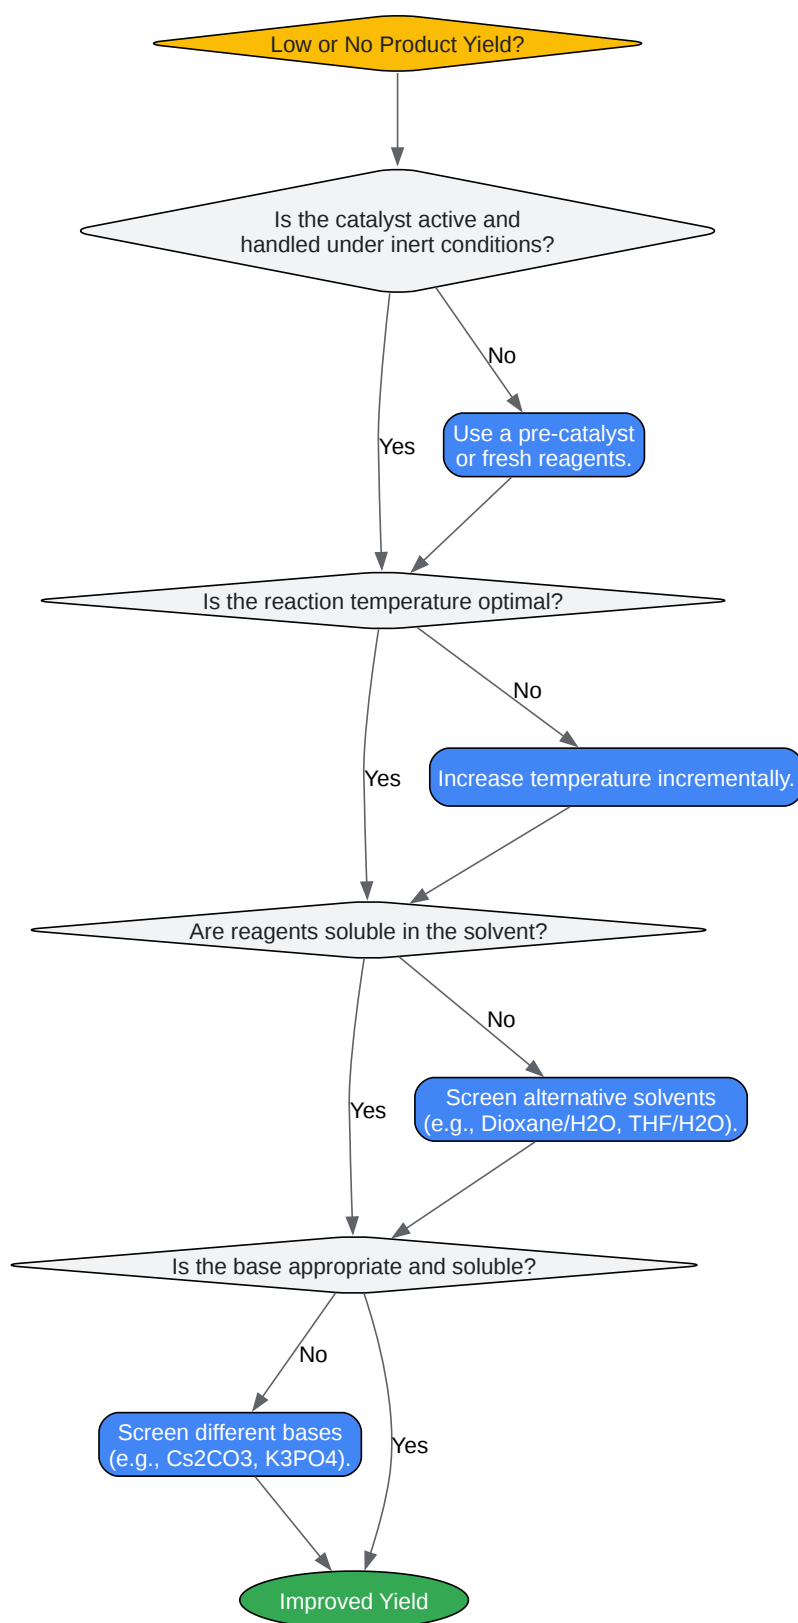 Low or No Product Yield?
Is the catalyst active and
handled under inert conditions?
No
Yes
Use a pre-catalyst
or fresh reagents.
Is the reaction temperature optimal?
No
Yes
Increase temperature incrementally.
Are reagents soluble in the solvent?
No
Yes
Screen alternative solvents
(e.g., Dioxane/H2O, THF/H2O).
Is the base appropriate and soluble?
No
Yes
Screen different bases
(e.g., Cs2CO3, K3PO4).
Improved Yield